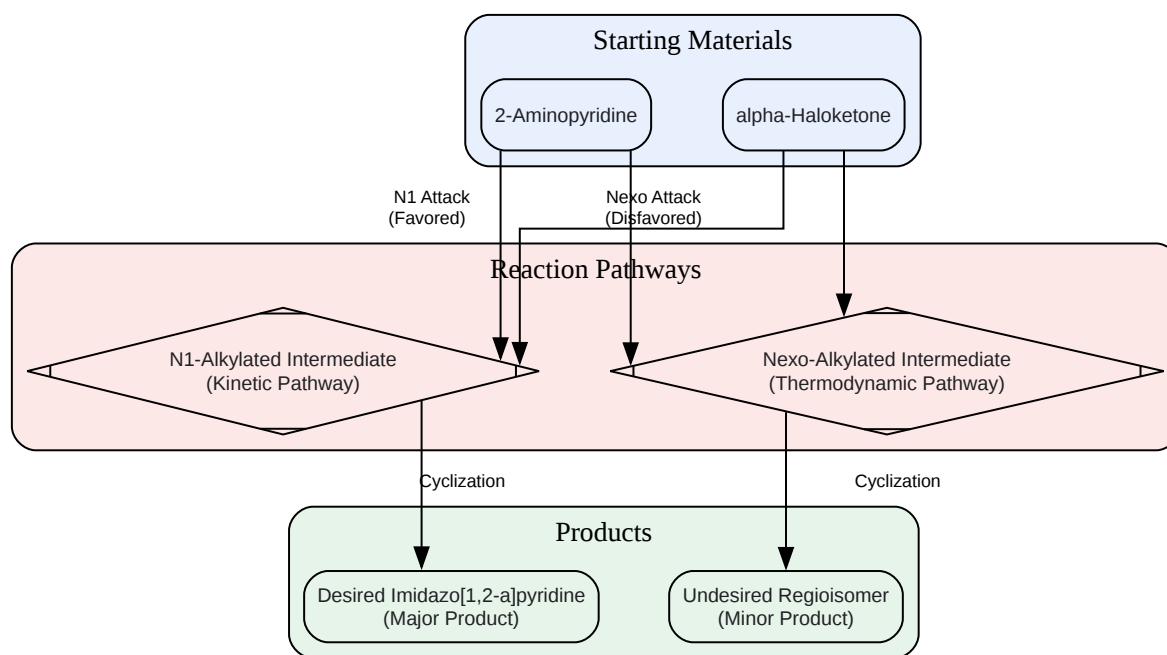 Starting Materials
2-Aminopyridine
alpha-Haloketone
N1 Attack
(Favored)
Nexo Attack
(Disfavored)
Reaction Pathways
N1-Alkylated Intermediate
(Kinetic Pathway)
Nexo-Alkylated Intermediate
(Thermodynamic Pathway)
Cyclization
Cyclization
Products
Desired Imidazo[1,2-a]pyridine
(Major Product)
Undesired Regioisomer
(Minor Product)